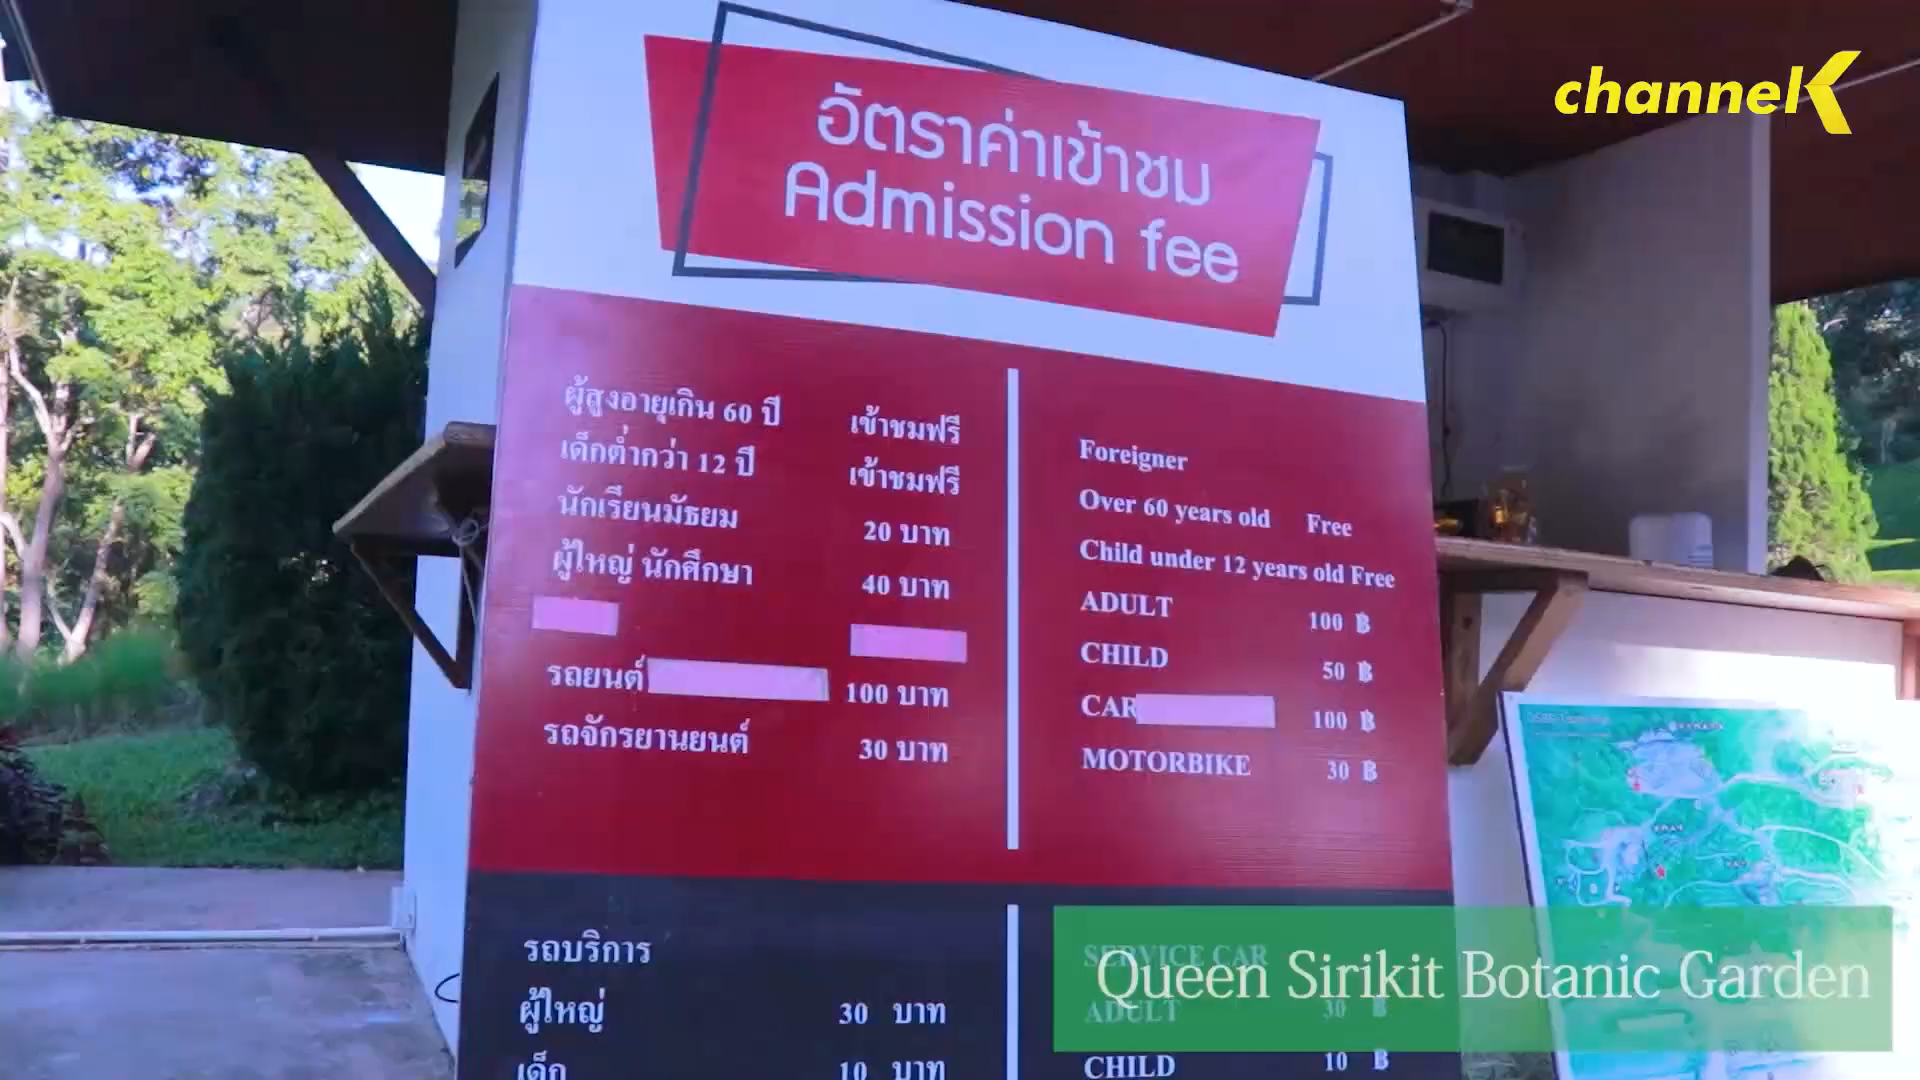 channelK
อัตราค่าเข้าชม
Admission fee
ผู้สูงอายุเกิน 60 ปี เข้าชมฟรี
เด็กต่ำกว่า 12 ปี เข้าชมฟรี
นักเรียนมัธยม 20 บาท
ผู้ใหญ่ นักศึกษา 40 บาท
รถยนต์ 100 บาท
รถจักรยานยนต์ 30 บาท
Foreigner
Over 60 years old Free
Child under 12 years old Free
ADULT 100 ฿
CHILD 50 ฿
CAR 100 ฿
MOTORBIKE 30 ฿
รถบริการ
ผู้ใหญ่ 30 บาท
เด็ก 10 บาท
SERVICE CAR
ADULT 30 ฿
CHILD 10 ฿
Queen Sirikit Botanic Garden